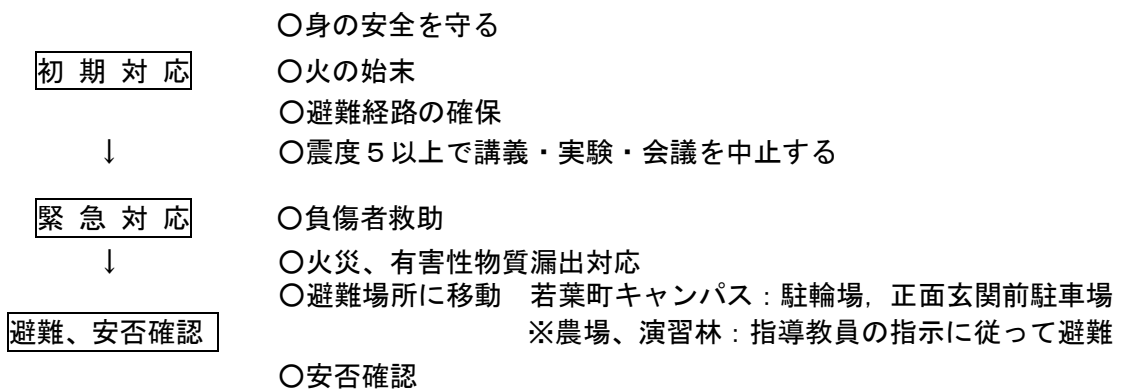 ○身の安全を守る
初 期 対 応　○火の始末
○避難経路の確保
↓　○震度５以上で講義・実験・会議を中止する
緊 急 対 応　○負傷者救助
↓　○火災、有害性物質漏出対応
○避難場所に移動　若葉町キャンパス：駐輪場，正面玄関前駐車場
避難、安否確認　※農場、演習林：指導教員の指示に従って避難
○安否確認